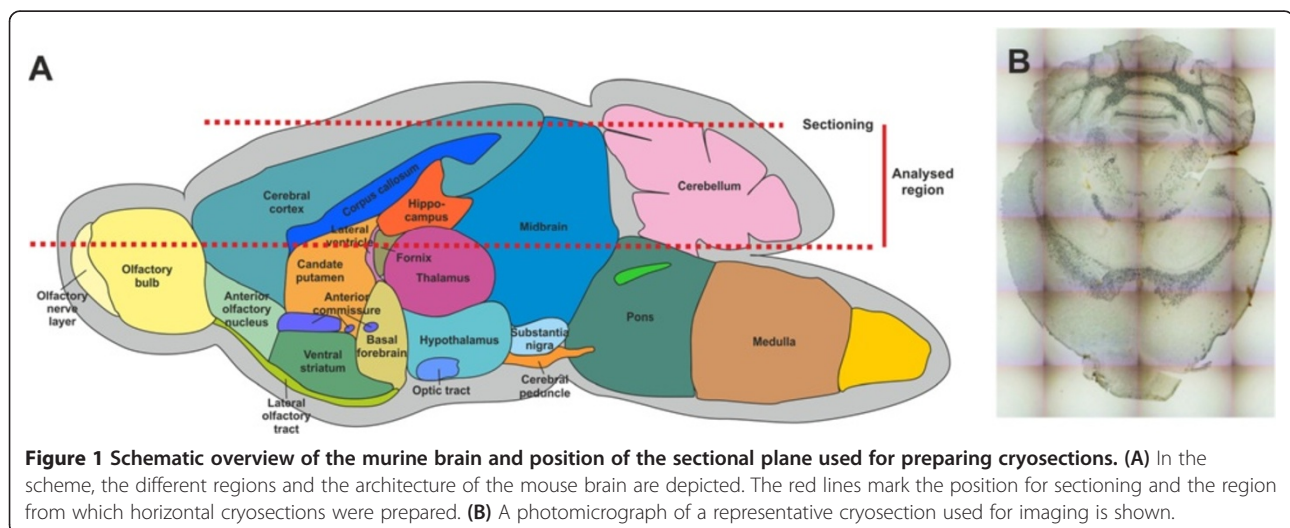 A
B
Sectioning
Analysed
region
Cerebral
cortex
Corpus callosum
Hippo-
campus
Cerebellum
Midbrain
Lateral
ventricle
Fornix
Thalamus
Candate
putamen
Olfactory
bulb
Olfactory
nerve
layer
Anterior
olfactory
nucleus
Anterior
commissure
Basal
forebrain
Hypothalamus
Substantia
nigra
Pons
Medulla
Ventral
striatum
Optic tract
Cerebral
peduncle
Lateral
olfactory
tract
Figure 1 Schematic overview of the murine brain and position of the sectional plane used for preparing cryosections. (A) In the
scheme, the different regions and the architecture of the mouse brain are depicted. The red lines mark the position for sectioning and the region
from which horizontal cryosections were prepared. (B) A photomicrograph of a representative cryosection used for imaging is shown.